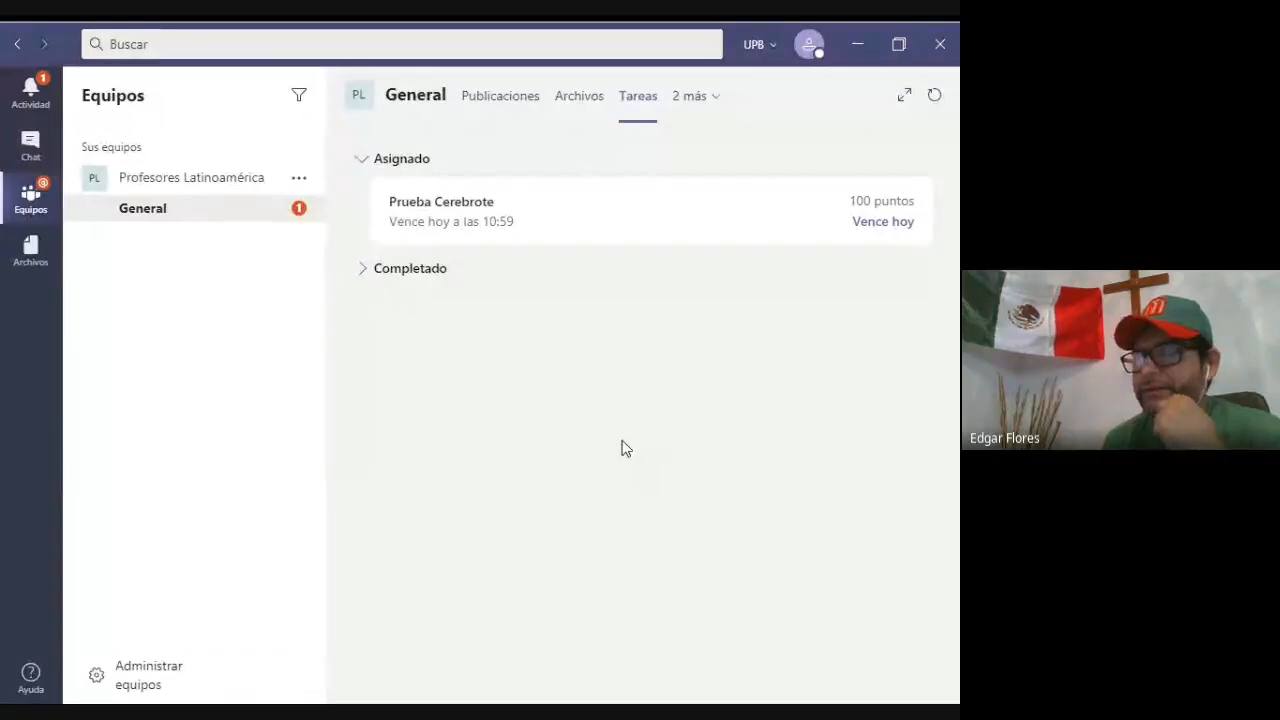 Buscar
UPB
1
Actividad
Chat
@
Equipos
Archivos
Ayuda
Equipos
Sus equipos
PL
Profesores Latinoamérica
...
General
1
Administrar
equipos
PL
General
Publicaciones
Archivos
Tareas
2 más
Asignado
Prueba Cerebrote
100 puntos
Vence hoy a las 10:59
Vence hoy
Completado
Edgar Flores